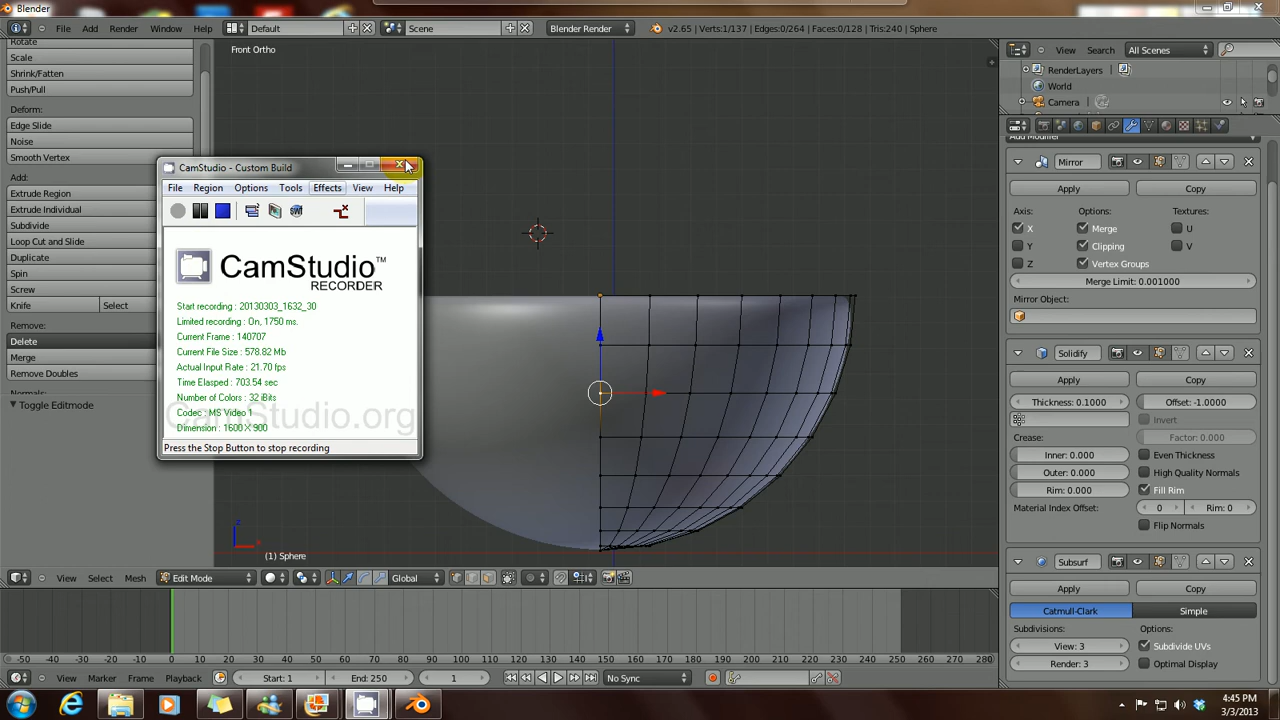 Blender
File Add Render Window Help Default Scene Blender Render v2.65 | Verts:1/137 | Edges:0/264 | Faces:0/128 | Tris:240 | Sphere
Rotate
Scale
Shrink/Fatten
Push/Pull
Deform:
Edge Slide
Noise
Smooth Vertex
Add:
Extrude Region
Extrude Individual
Subdivide
Loop Cut and Slide
Duplicate
Spin
Screw
Knife Select
Remove:
Delete
Merge
Remove Doubles
Normals:
Toggle Editmode
Front Ortho
CamStudio - Custom Build
File Region Options Tools Effects View Help
CamStudio™
RECORDER
Start recording : 20130303_1632_30
Limited recording : On, 1750 ms.
Current Frame : 140707
Current File Size : 578.82 Mb
Actual Input Rate : 21.70 fps
Time Elasped : 703.54 sec
Number of Colors : 32 iBits
Codec : MS Video 1
Dimension : 1600 X 900
CamStudio.org
Press the Stop Button to stop recording
z
x
(1) Sphere
View Select Mesh Edit Mode Global
View Search All Scenes
RenderLayers
World
Camera
Add Modifier
Mirror
Apply Copy
Axis: Options: Textures:
X Merge U
Y Clipping V
Z Vertex Groups
Merge Limit: 0.001000
Mirror Object:
Solidify
Apply Copy
Thickness: 0.1000 Offset: -1.0000
Invert
Crease: Factor: 0.000
Inner: 0.000 Even Thickness
Outer: 0.000 High Quality Normals
Rim: 0.000 Fill Rim
Material Index Offset: 0 Rim: 0
Flip Normals
Subsurf
Apply Copy
Catmull-Clark Simple
Subdivisions: Options:
View: 3 Subdivide UVs
Render: 3 Optimal Display
-50 -40 -30 -20 -10 0 10 20 30 40 50 60 70 80 90 100 110 120 130 140 150 160 170 180 190 200 210 220 230 240 250 260 270 280
View Marker Frame Playback Start: 1 End: 250 1 No Sync
4:45 PM
3/3/2013